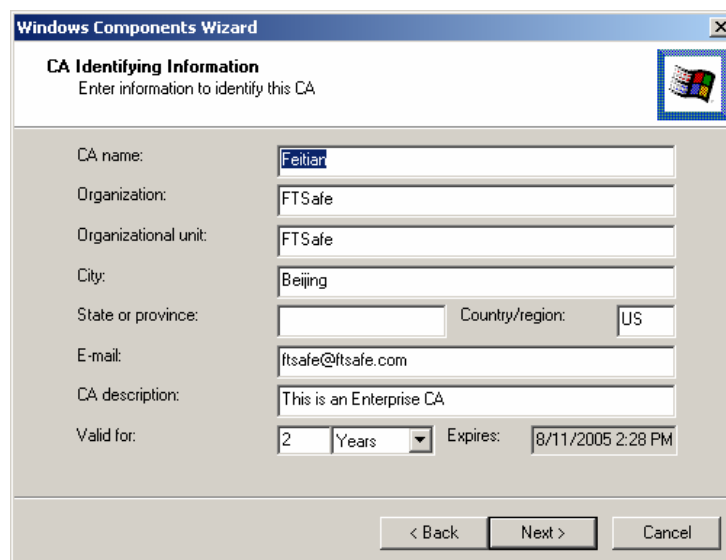 Windows Components Wizard
CA Identifying Information
Enter information to identify this CA
CA name: Feitian
Organization: FTSafe
Organizational unit: FTSafe
City: Beijing
State or province: Country/region: US
E-mail: ftsafe@ftsafe.com
CA description: This is an Enterprise CA
Valid for: 2 Years Expires: 8/11/2005 2:28 PM
< Back Next > Cancel